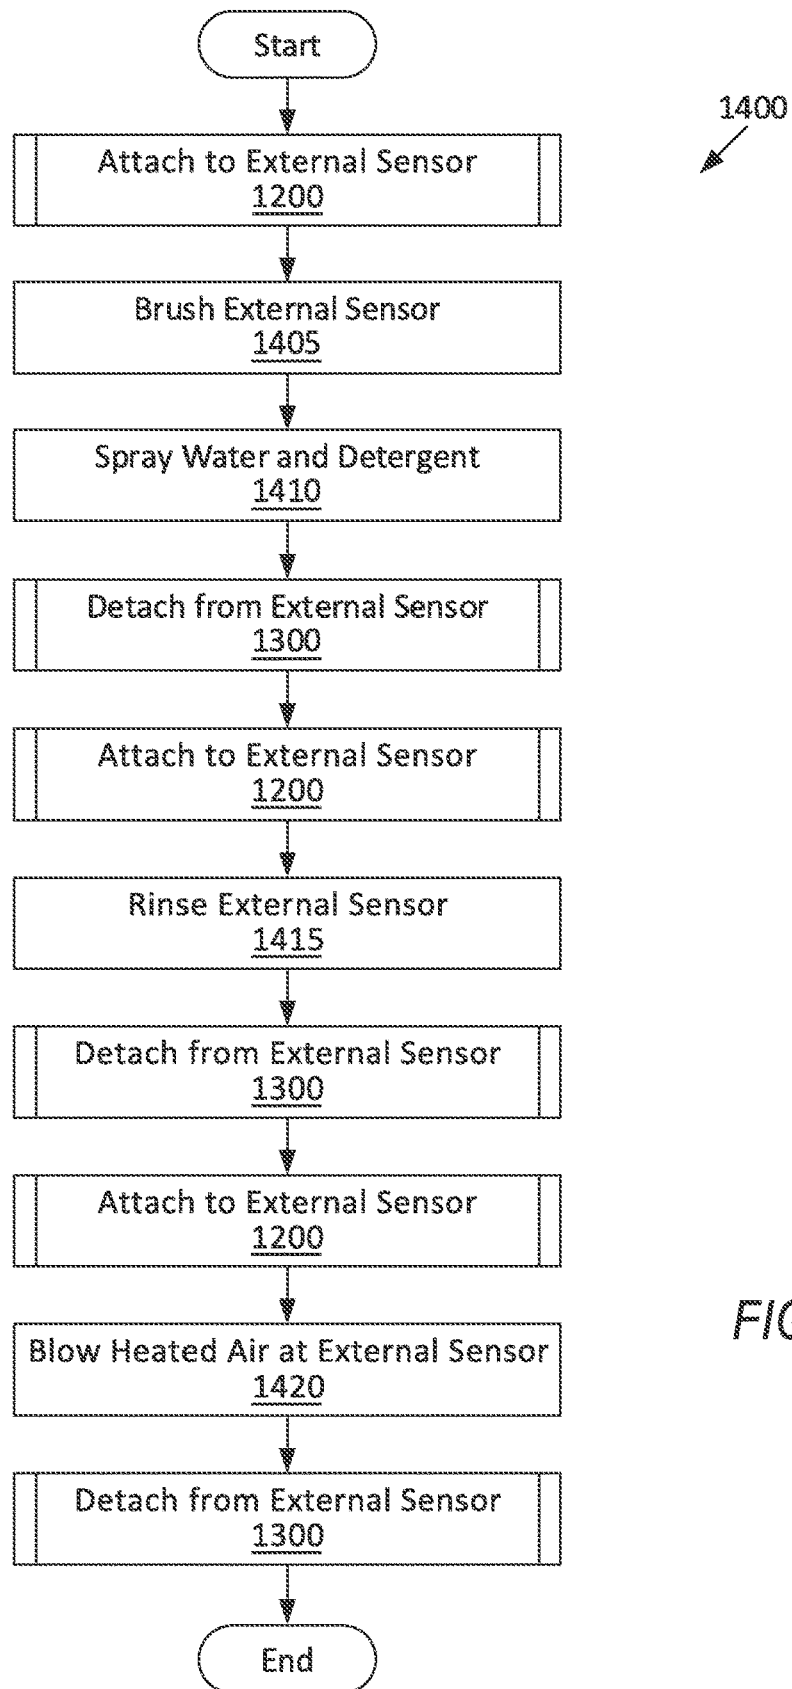 Start
1400
Attach to External Sensor
1200
Brush External Sensor
1405
Spray Water and Detergent
1410
Detach from External Sensor
1300
Attach to External Sensor
1200
Rinse External Sensor
1415
Detach from External Sensor
1300
Attach to External Sensor
1200
Blow Heated Air at External Sensor
1420
Detach from External Sensor
1300
End